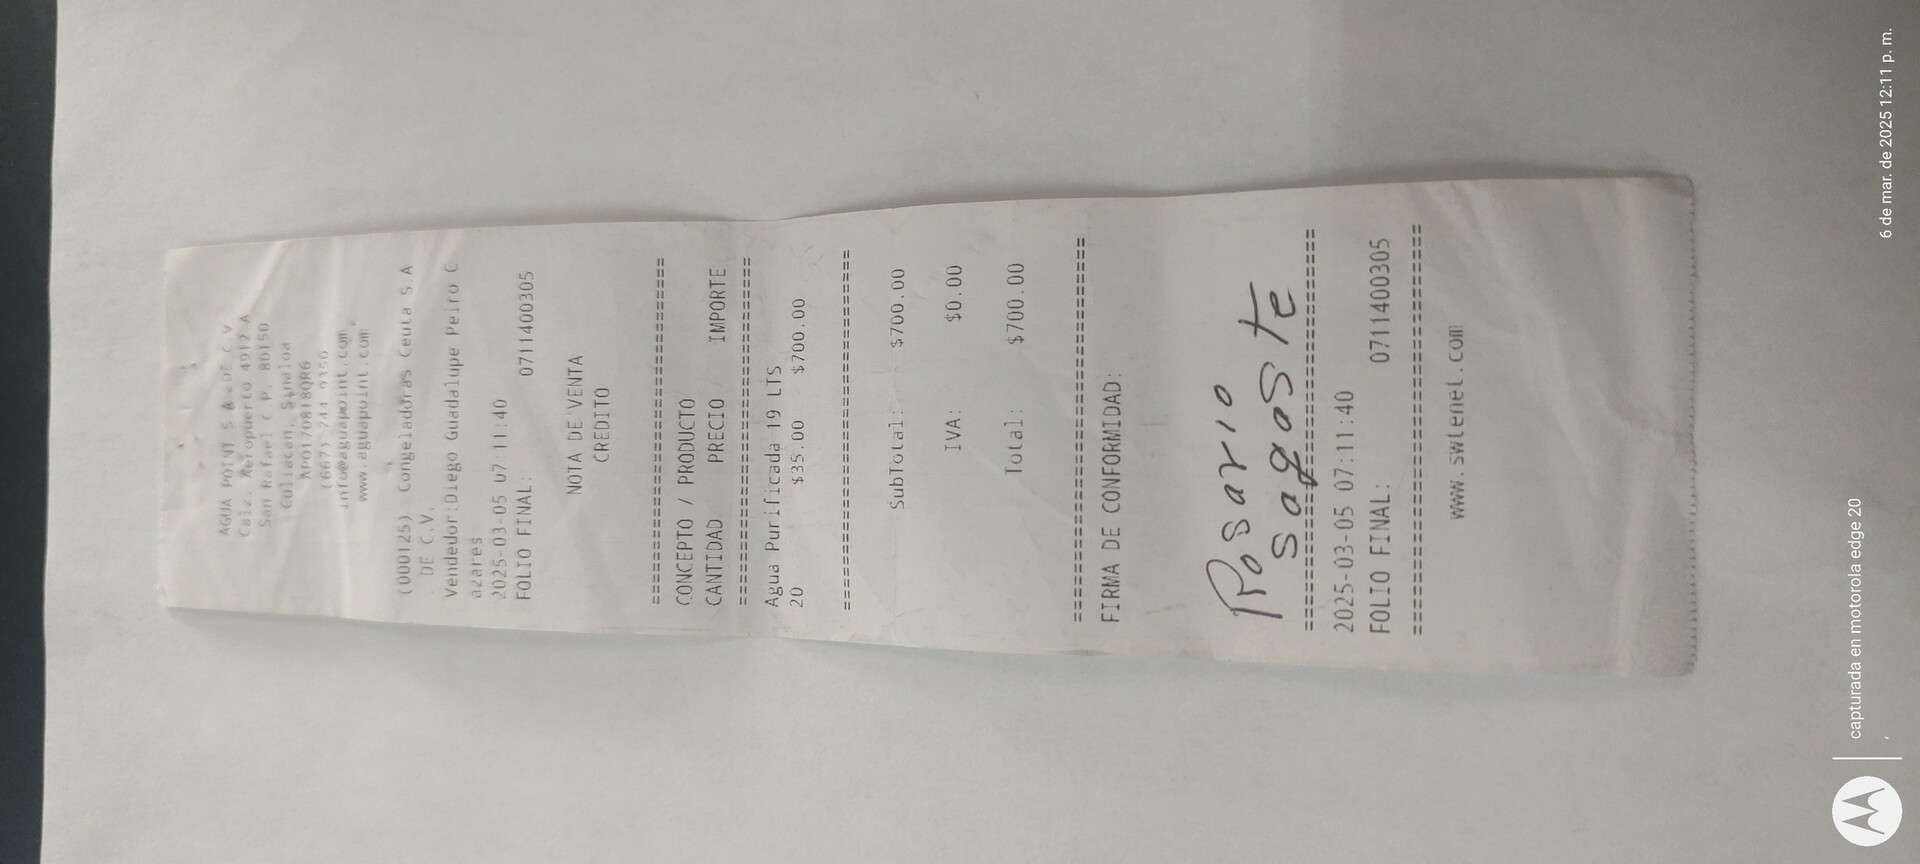 AGUA POINT S.A. DE C.V
Calz. Aeropuerto 4912 A
San Rafael C.P. 80150
Culiacan, Sinaloa
APO170818QR6
(667) 744
info@aguapoint.com,
www.aguapoint.com
(000125) Congeladoras Ceuta S.A
. DE C.V.
Vendedor:Diego Guadalupe Peiro C
azares
2025-03-05 07:11:40
FOLIO FINAL: 0711400305
NOTA DE VENTA
CREDITO
================================
CONCEPTO / PRODUCTO
CANTIDAD PRECIO IMPORTE
================================
Agua Purificada 19 LTS
20 $35.00 $700.00
================================
SubTotal: $700.00
IVA: $0.00
Total: $700.00
================================
FIRMA DE CONFORMIDAD:
Rosario
sagaste
================================
2025-03-05 07:11:40
FOLIO FINAL: 0711400305
================================
www.swtenet.com
capturada en motorola edge 20
6 de mar. de 2025 12:11 p. m.